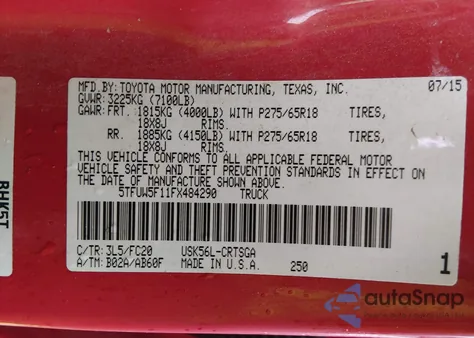 MFD. BY: TOYOTA MOTOR MANUFACTURING, TEXAS, INC. 07/15
GVWR: 3225KG (7100LB)
GAWR: FRT. 1815KG (4000LB) WITH P275/65R18 TIRES,
18X8J RIMS.
RR. 1885KG (4150LB) WITH P275/65R18 TIRES,
18X8J RIMS.
THIS VEHICLE CONFORMS TO ALL APPLICABLE FEDERAL MOTOR
VEHICLE SAFETY AND THEFT PREVENTION STANDARDS IN EFFECT ON
THE DATE OF MANUFACTURE SHOWN ABOVE.
5TFUW5F11FX484290 TRUCK
C/TR: 3L5/FC20 USK56L-CRTSGA
A/TM: B02A/AB60F MADE IN U.S.A. 250 1
BHK5T
autoSnap